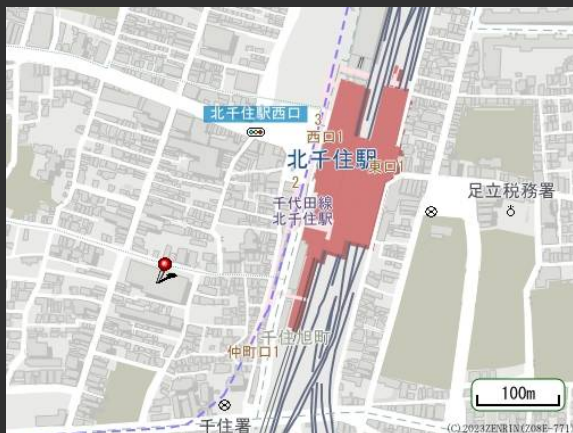 北千住駅西口
3
西口1
北千住駅
東口1
2
足立税務署
千代田線
北千住駅
千住旭町
仲町口1
千住署
100m
(C)2023ZENRIN(Z08E-771)